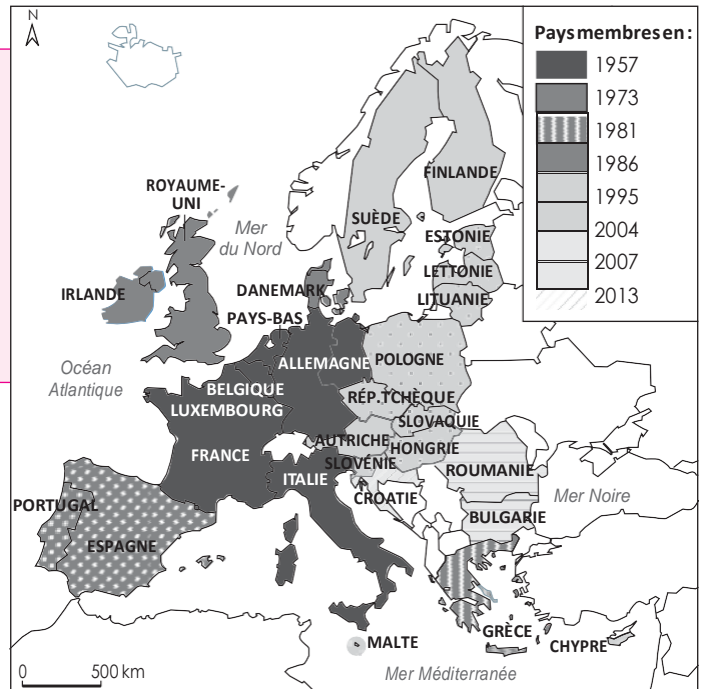 N
Pays membres en :
1957
1973
1981
1986
1995
2004
2007
2013
FINLANDE
ROYAUME-
UNI
SUÈDE
Mer
du Nord
ESTONIE
LETTONIE
IRLANDE
DANEMARK
LITUANIE
PAYS-BAS
ALLEMAGNE
POLOGNE
Océan
Atlantique
BELGIQUE
RÉP.TCHÈQUE
LUXEMBOURG
SLOVAQUIE
AUTRICHE
HONGRIE
FRANCE
SLOVÉNIE
ROUMANIE
ITALIE
CROATIE
Mer Noire
PORTUGAL
BULGARIE
ESPAGNE
GRÈCE
MALTE
CHYPRE
0 500 km
Mer Méditerranée